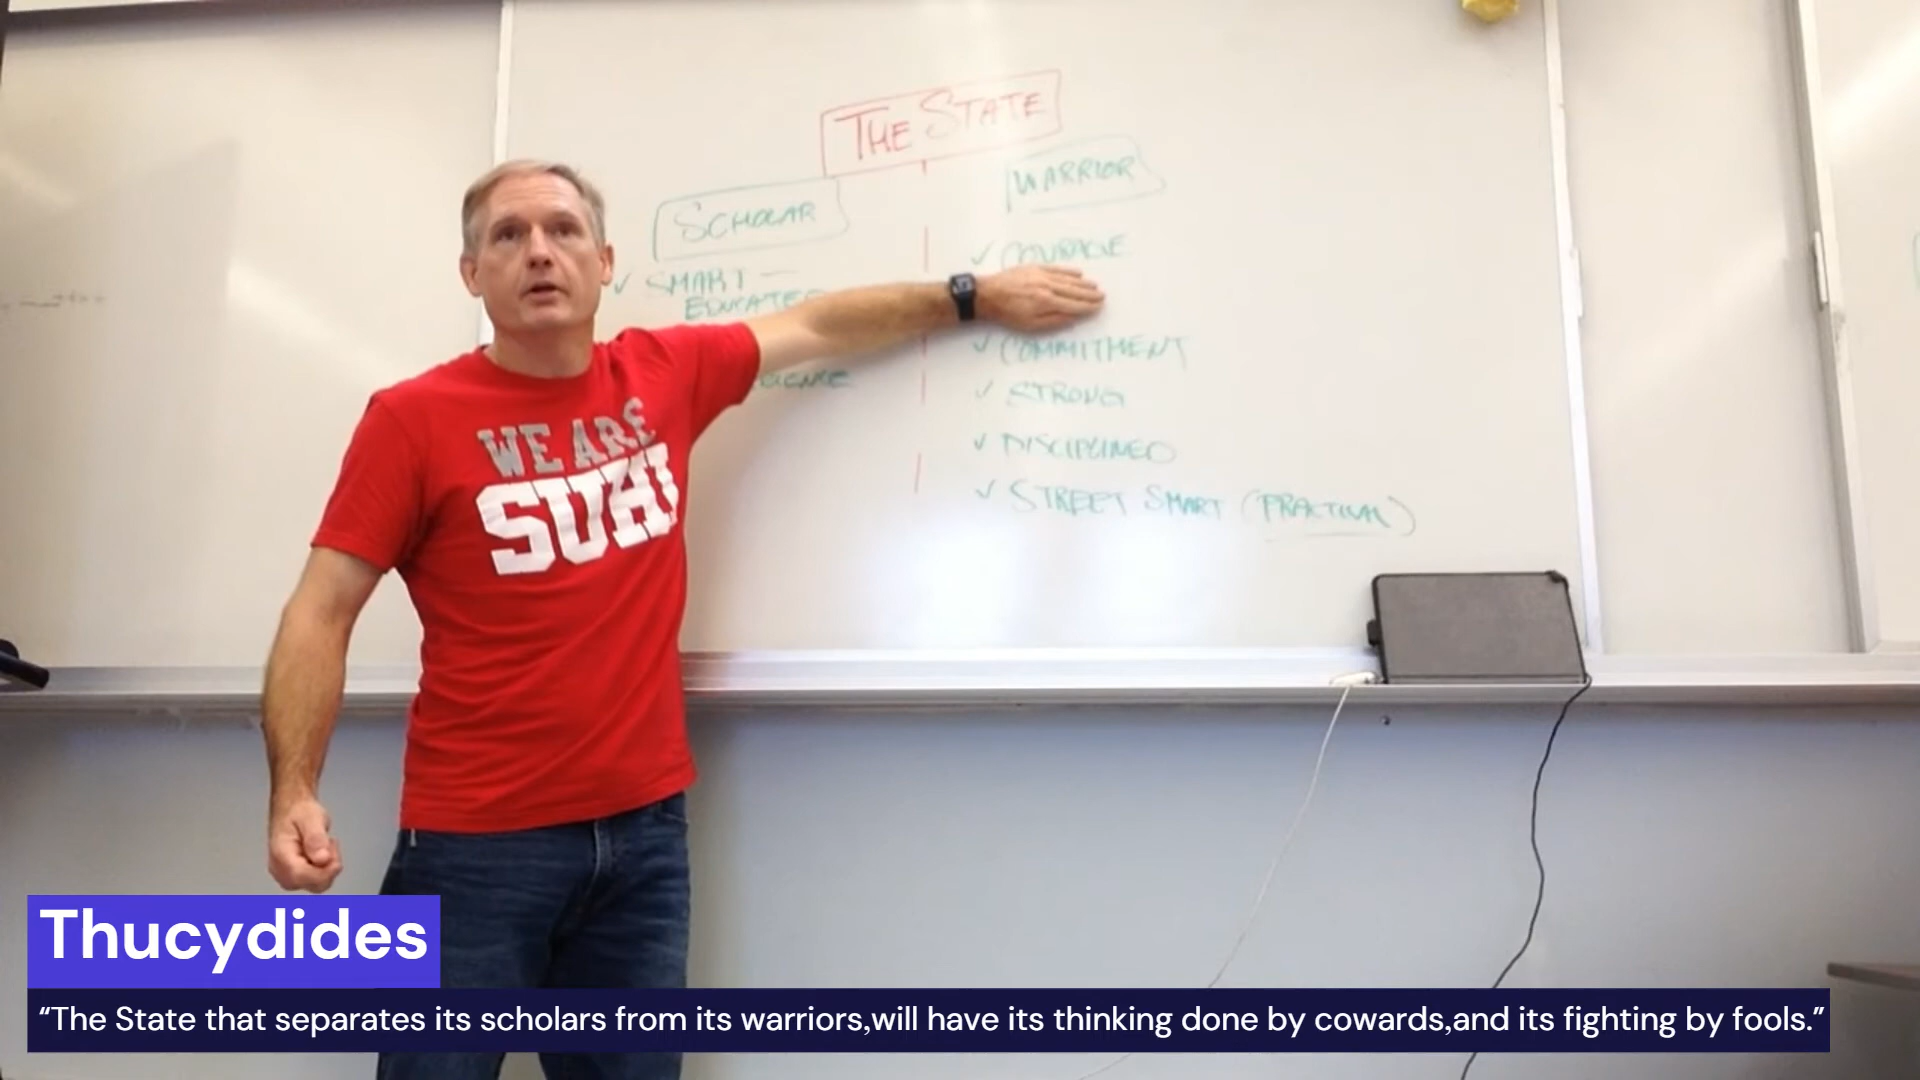 THE STATE
SCHOLAR
WARRIOR
✓ SMART —
EDUCATED
✓ COURAGE
✓ COMMITMENT
✓ STRONG
✓ DISCIPLINED
✓ STREET SMART (PRACTICAL)
WE ARE
SUHI
Thucydides
“The State that separates its scholars from its warriors,will have its thinking done by cowards,and its fighting by fools.”